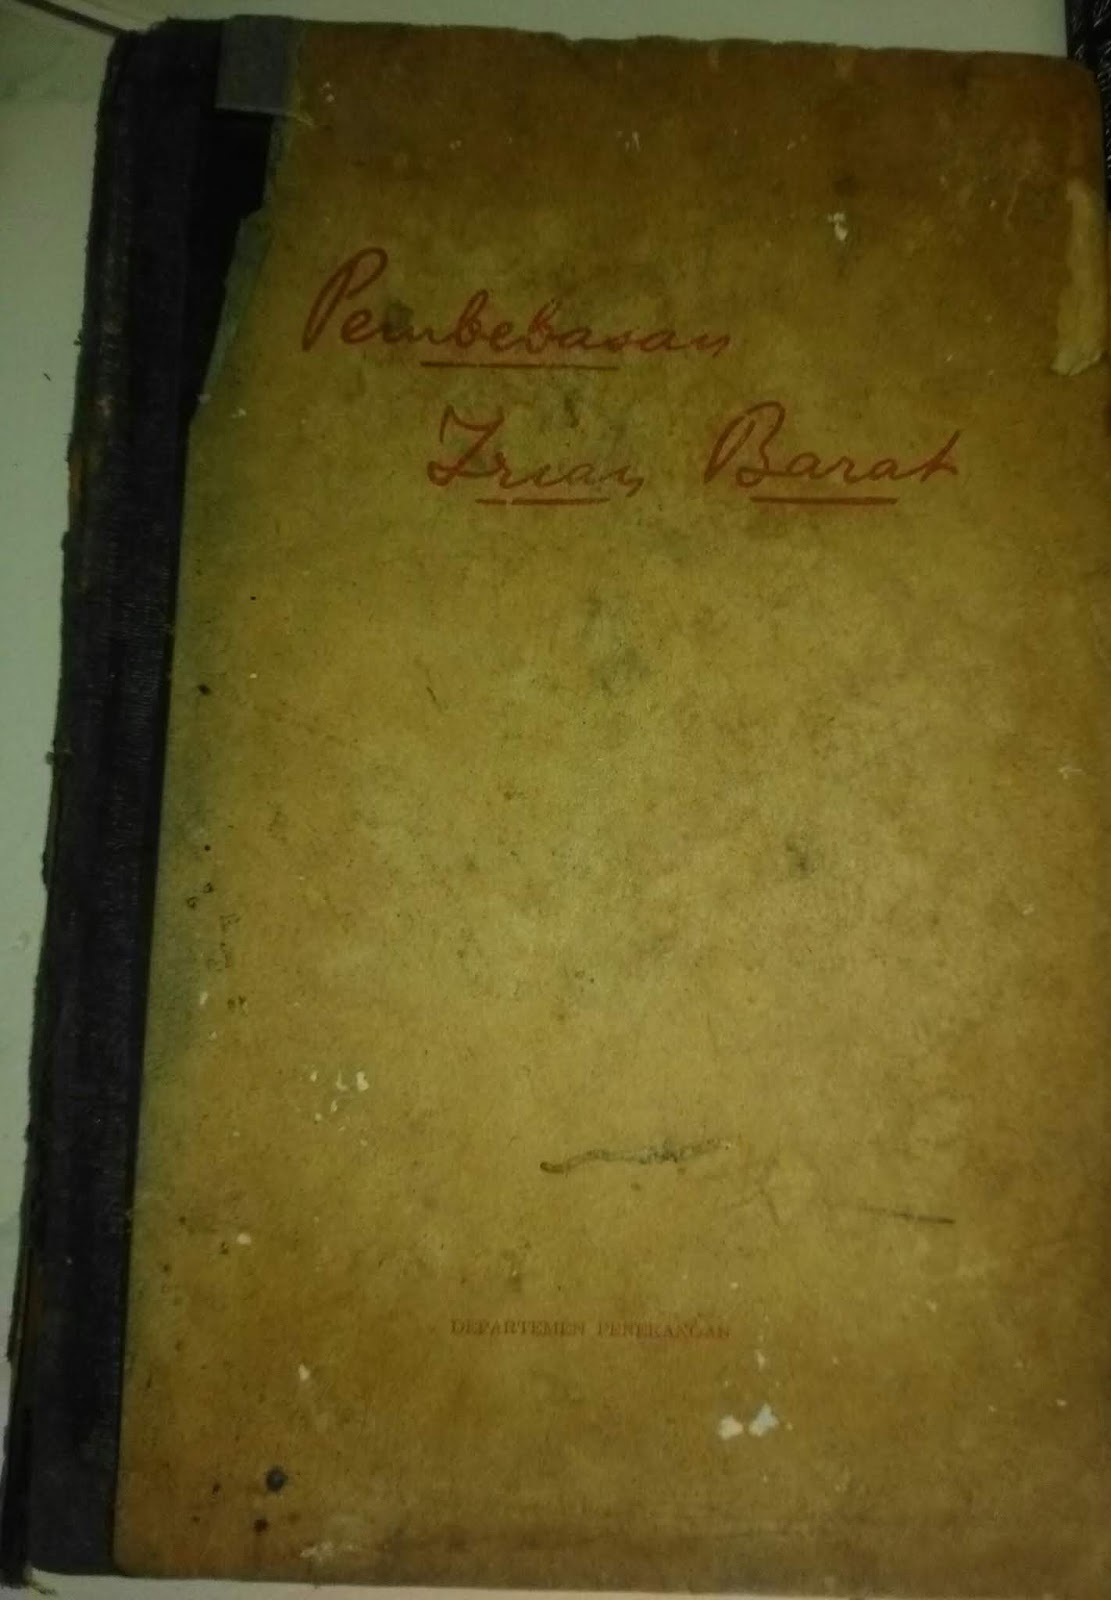 Pembebasan
Irian Barat
DEPARTEMEN PENERANGAN